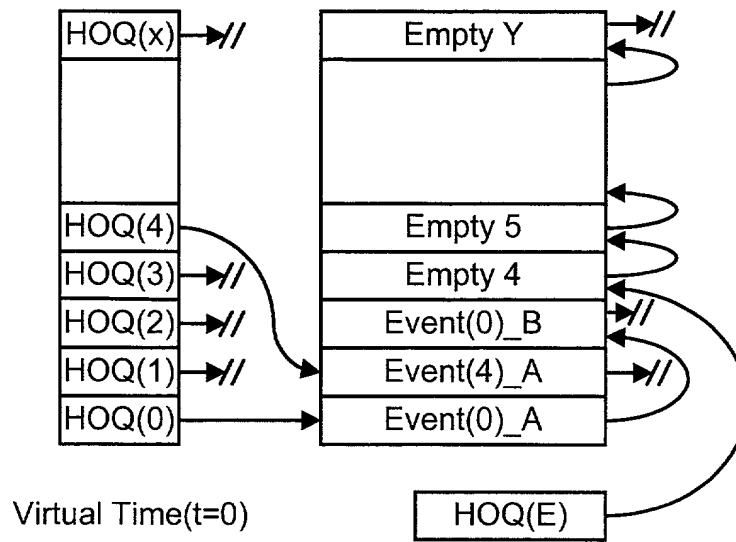 HOQ(x)
Empty Y
HOQ(4)
Empty 5
HOQ(3)
Empty 4
HOQ(2)
Event(0)_B
HOQ(1)
Event(4)_A
HOQ(0)
Event(0)_A
Virtual Time(t=0)
HOQ(E)